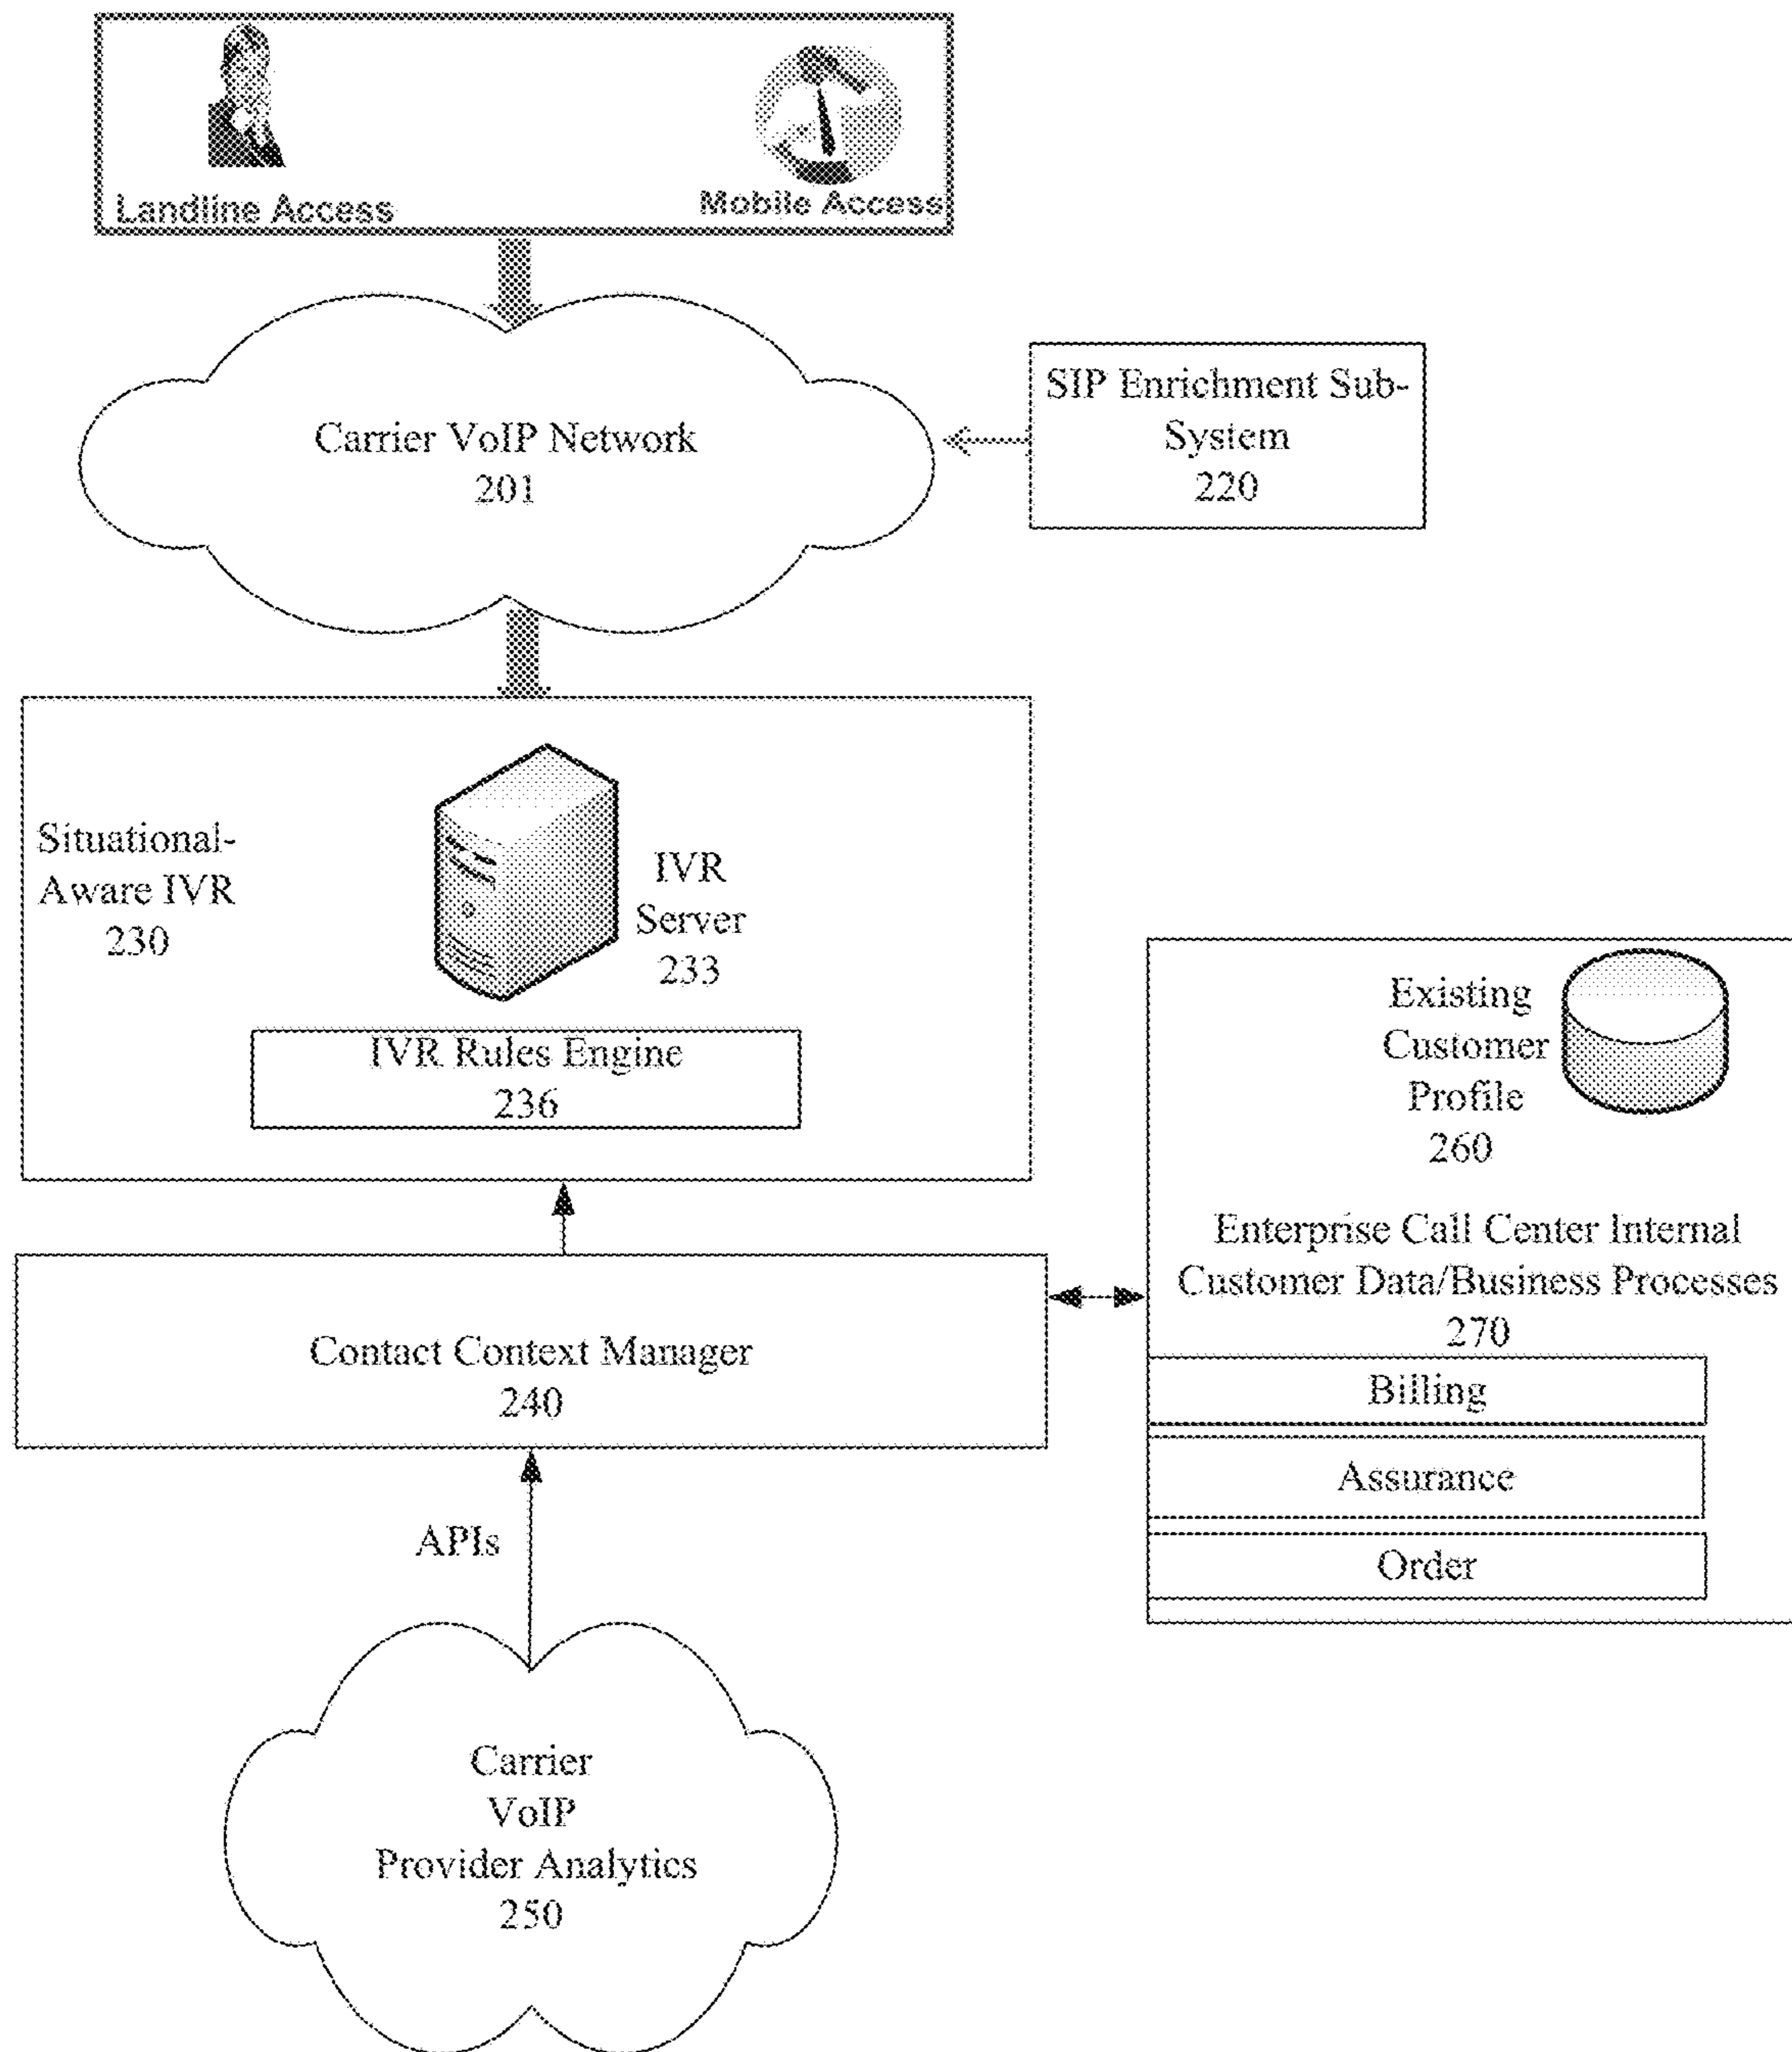 Landline Access
Mobile Access
Carrier VoIP Network
201
SIP Enrichment Sub-
System
220
Situational-
Aware IVR
230
IVR
Server
233
IVR Rules Engine
236
Existing
Customer
Profile
260
Enterprise Call Center Internal
Customer Data/Business Processes
270
Billing
Assurance
Order
Contact Context Manager
240
APIs
Carrier
VoIP
Provider Analytics
250